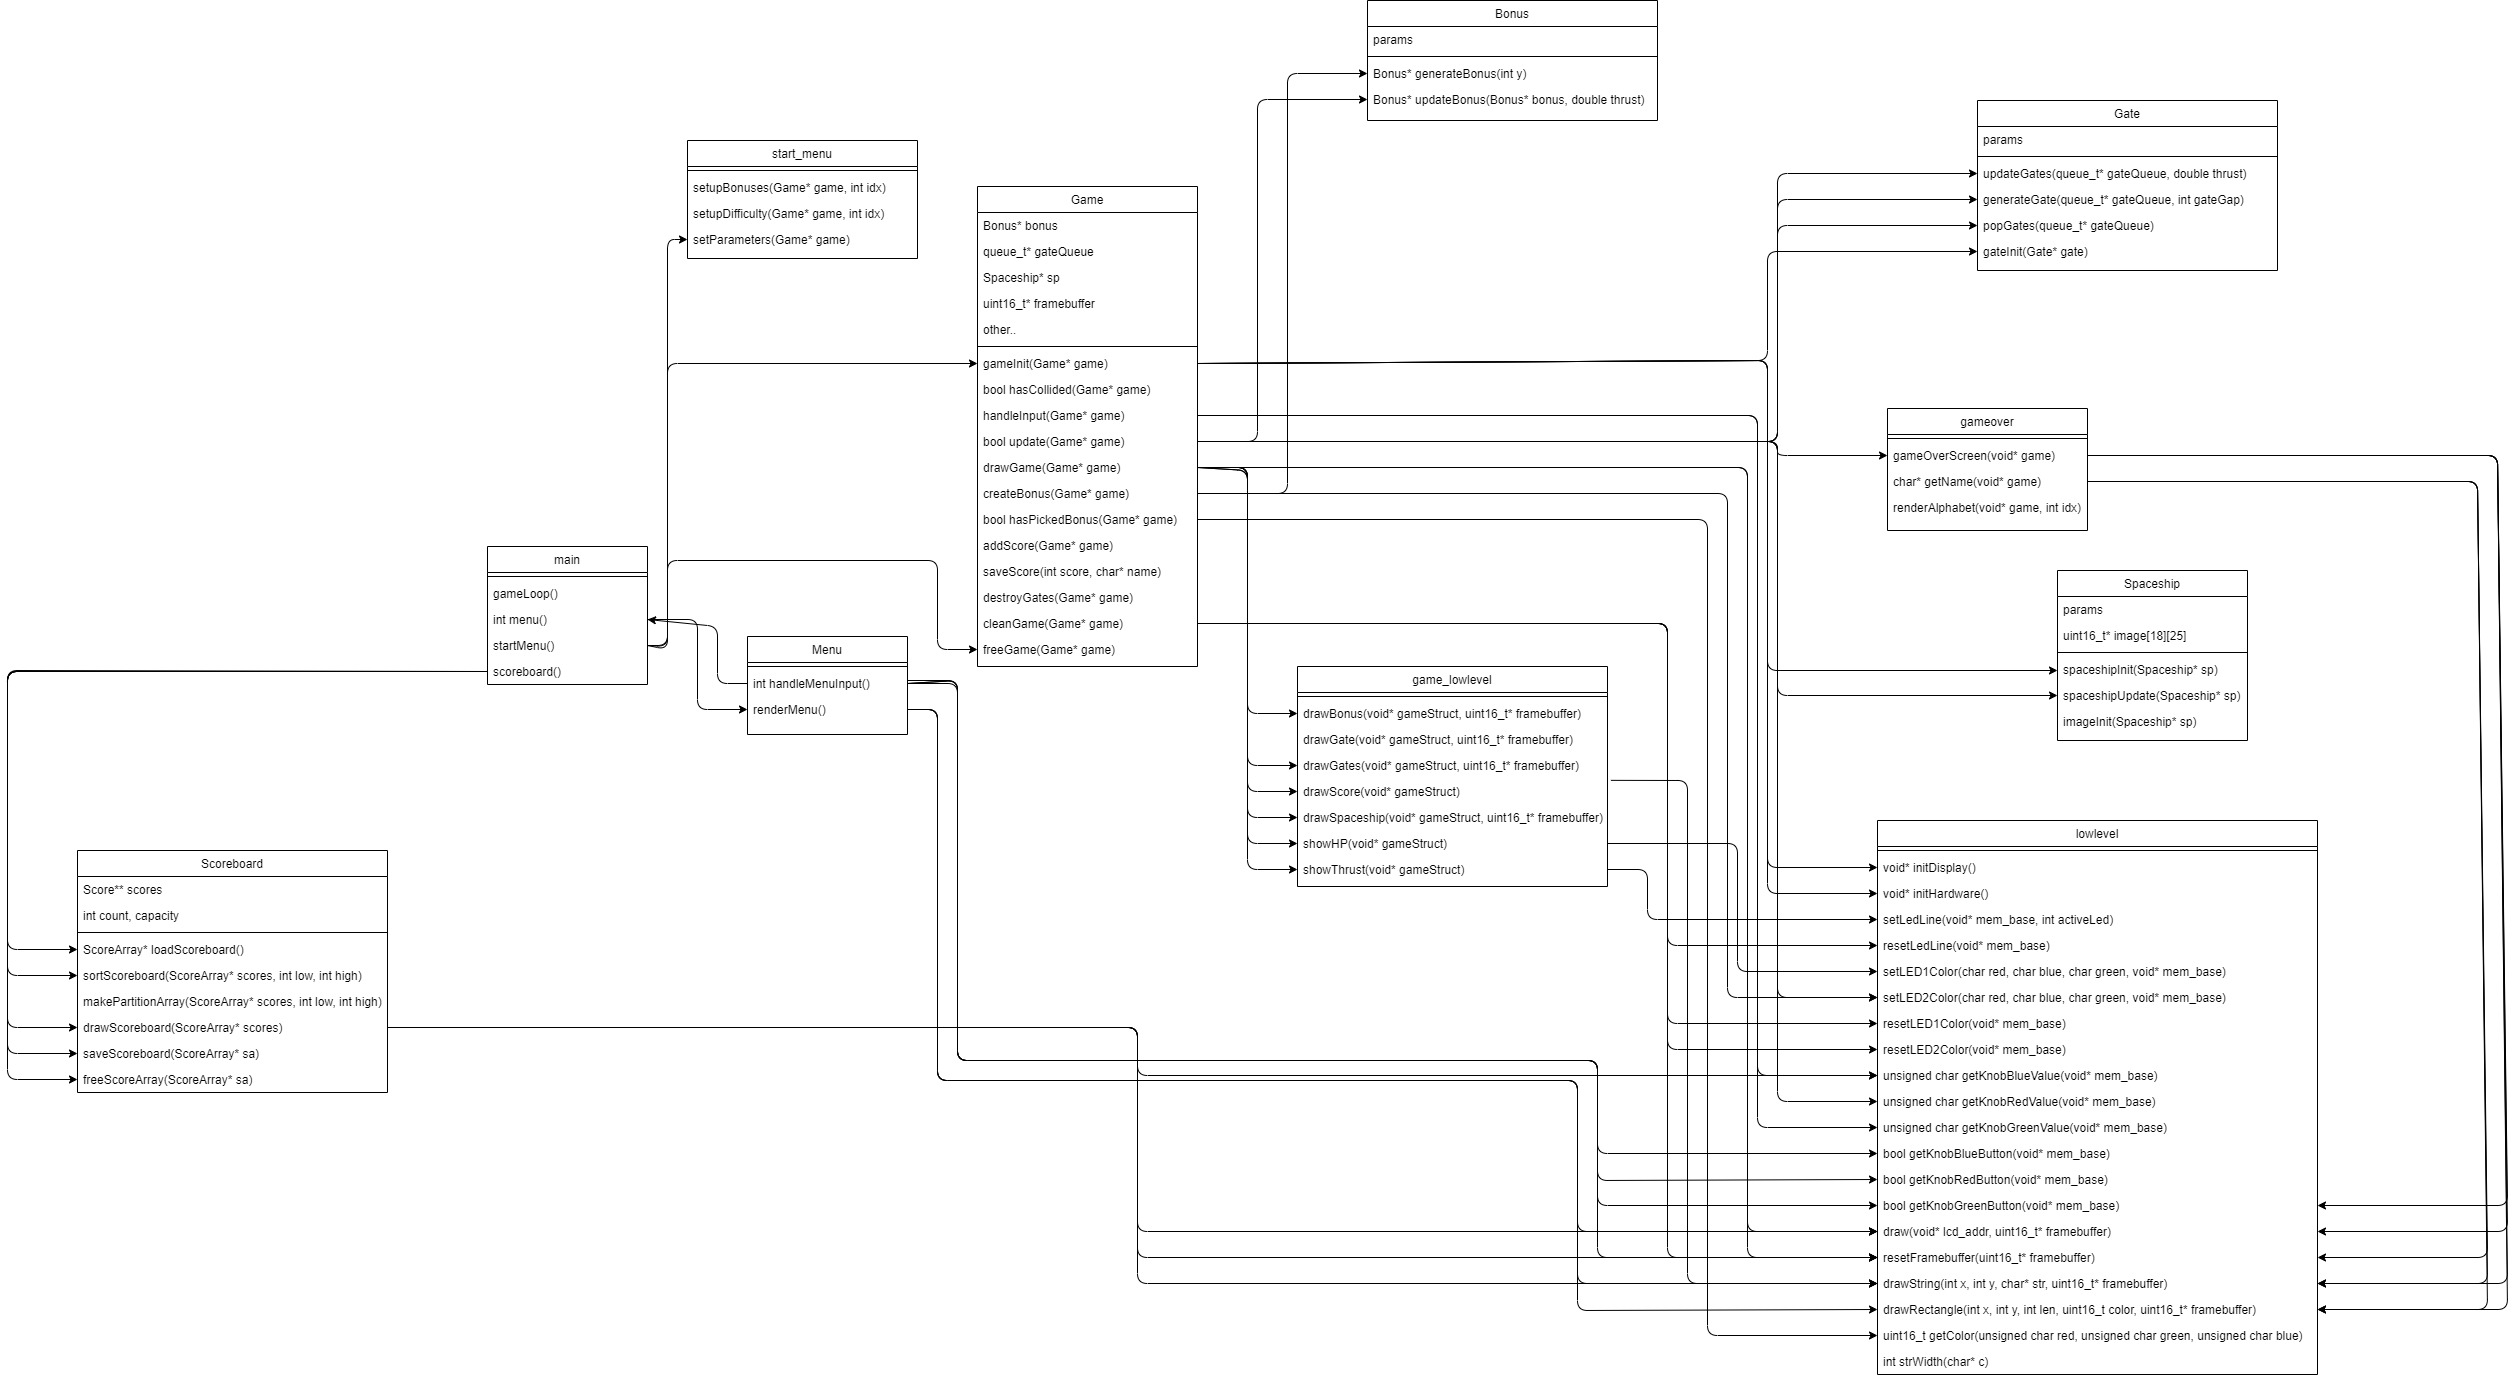 Bonus
params
Bonus* generateBonus(int y)
Bonus* updateBonus(Bonus* bonus, double thrust)
Gate
params
updateGates(queue_t* gateQueue, double thrust)
generateGate(queue_t* gateQueue, int gateGap)
popGates(queue_t* gateQueue)
gateInit(Gate* gate)
start_menu
setupBonuses(Game* game, int idx)
setupDifficulty(Game* game, int idx)
setParameters(Game* game)
Game
Bonus* bonus
queue_t* gateQueue
Spaceship* sp
uint16_t* framebuffer
other..
gameInit(Game* game)
bool hasCollided(Game* game)
handleInput(Game* game)
bool update(Game* game)
drawGame(Game* game)
createBonus(Game* game)
bool hasPickedBonus(Game* game)
addScore(Game* game)
saveScore(int score, char* name)
destroyGates(Game* game)
cleanGame(Game* game)
freeGame(Game* game)
gameover
gameOverScreen(void* game)
char* getName(void* game)
renderAlphabet(void* game, int idx)
main
gameLoop()
int menu()
startMenu()
scoreboard()
Spaceship
params
uint16_t* image[18][25]
spaceshipInit(Spaceship* sp)
spaceshipUpdate(Spaceship* sp)
imageInit(Spaceship* sp)
Menu
int handleMenuInput()
renderMenu()
game_lowlevel
drawBonus(void* gameStruct, uint16_t* framebuffer)
drawGate(void* gameStruct, uint16_t* framebuffer)
drawGates(void* gameStruct, uint16_t* framebuffer)
drawScore(void* gameStruct)
drawSpaceship(void* gameStruct, uint16_t* framebuffer)
showHP(void* gameStruct)
showThrust(void* gameStruct)
Scoreboard
Score** scores
int count, capacity
ScoreArray* loadScoreboard()
sortScoreboard(ScoreArray* scores, int low, int high)
makePartitionArray(ScoreArray* scores, int low, int high)
drawScoreboard(ScoreArray* scores)
saveScoreboard(ScoreArray* sa)
freeScoreArray(ScoreArray* sa)
lowlevel
void* initDisplay()
void* initHardware()
setLedLine(void* mem_base, int activeLed)
resetLedLine(void* mem_base)
setLED1Color(char red, char blue, char green, void* mem_base)
setLED2Color(char red, char blue, char green, void* mem_base)
resetLED1Color(void* mem_base)
resetLED2Color(void* mem_base)
unsigned char getKnobBlueValue(void* mem_base)
unsigned char getKnobRedValue(void* mem_base)
unsigned char getKnobGreenValue(void* mem_base)
bool getKnobBlueButton(void* mem_base)
bool getKnobRedButton(void* mem_base)
bool getKnobGreenButton(void* mem_base)
draw(void* lcd_addr, uint16_t* framebuffer)
resetFramebuffer(uint16_t* framebuffer)
drawString(int x, int y, char* str, uint16_t* framebuffer)
drawRectangle(int x, int y, int len, uint16_t color, uint16_t* framebuffer)
uint16_t getColor(unsigned char red, unsigned char green, unsigned char blue)
int strWidth(char* c)